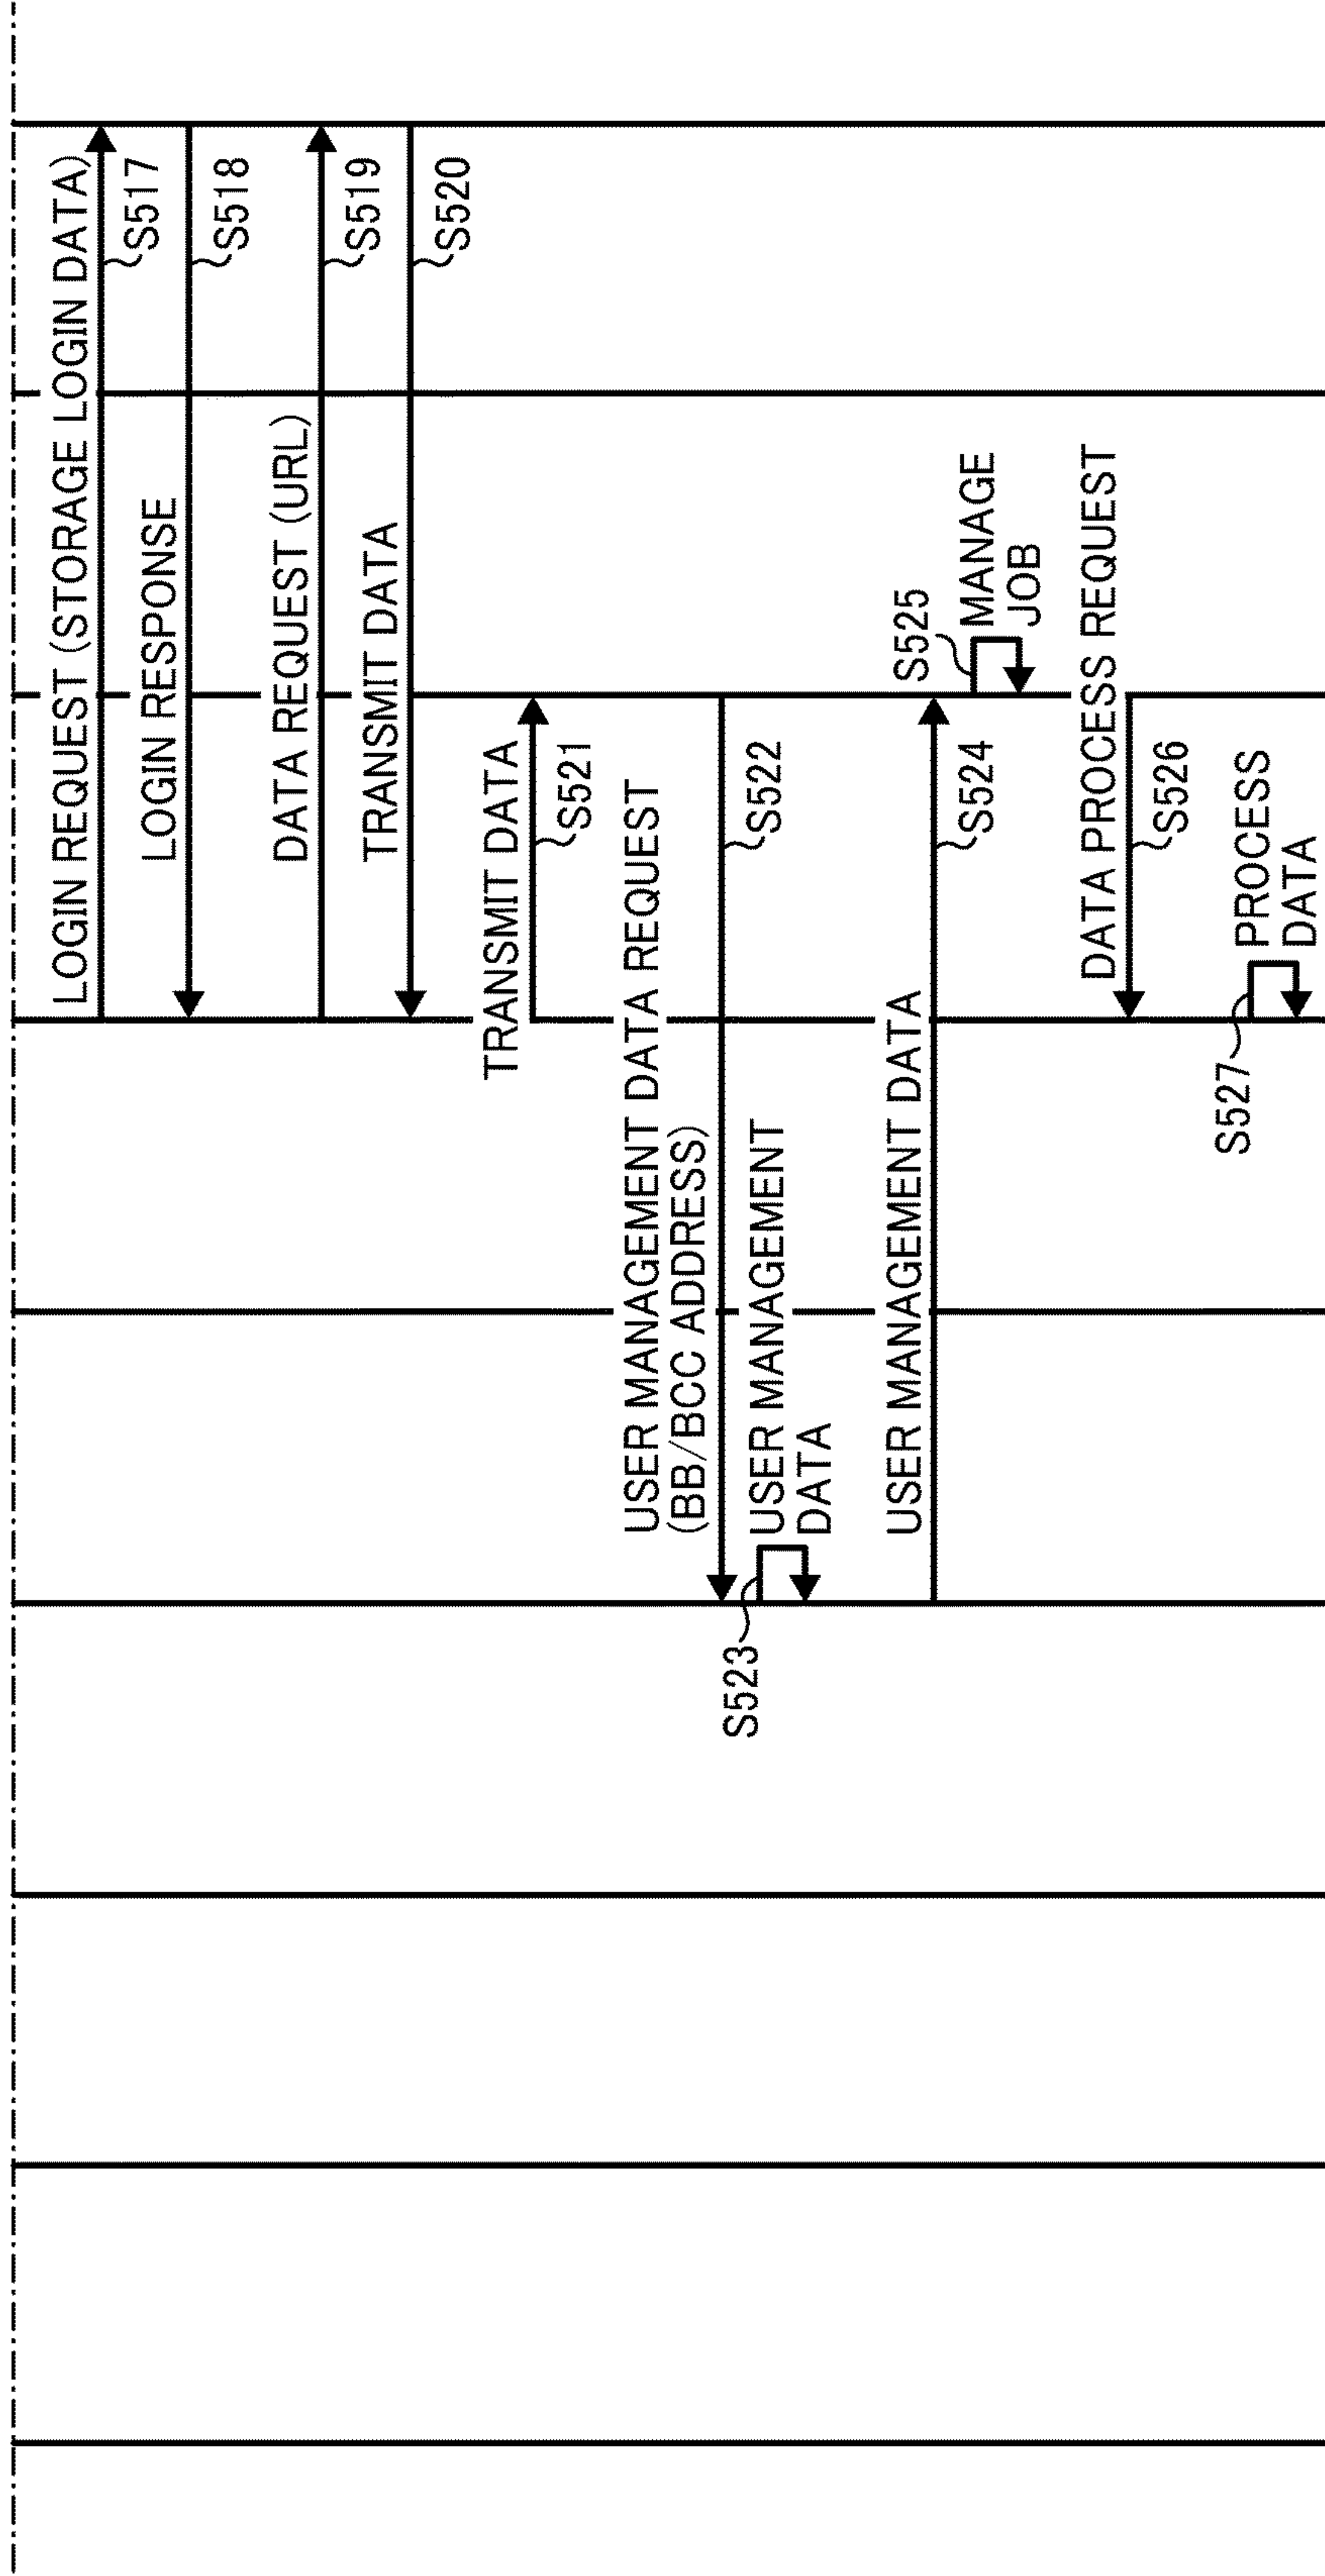 LOGIN REQUEST (STORAGE LOGIN DATA)
S517
LOGIN RESPONSE
S518
DATA REQUEST (URL)
S519
TRANSMIT DATA
S520
TRANSMIT DATA
S521
USER MANAGEMENT DATA REQUEST
(BB/BCC ADDRESS)
S522
S523
USER MANAGEMENT
DATA
USER MANAGEMENT DATA
S524
S525
MANAGE
JOB
DATA PROCESS REQUEST
S526
S527
PROCESS
DATA